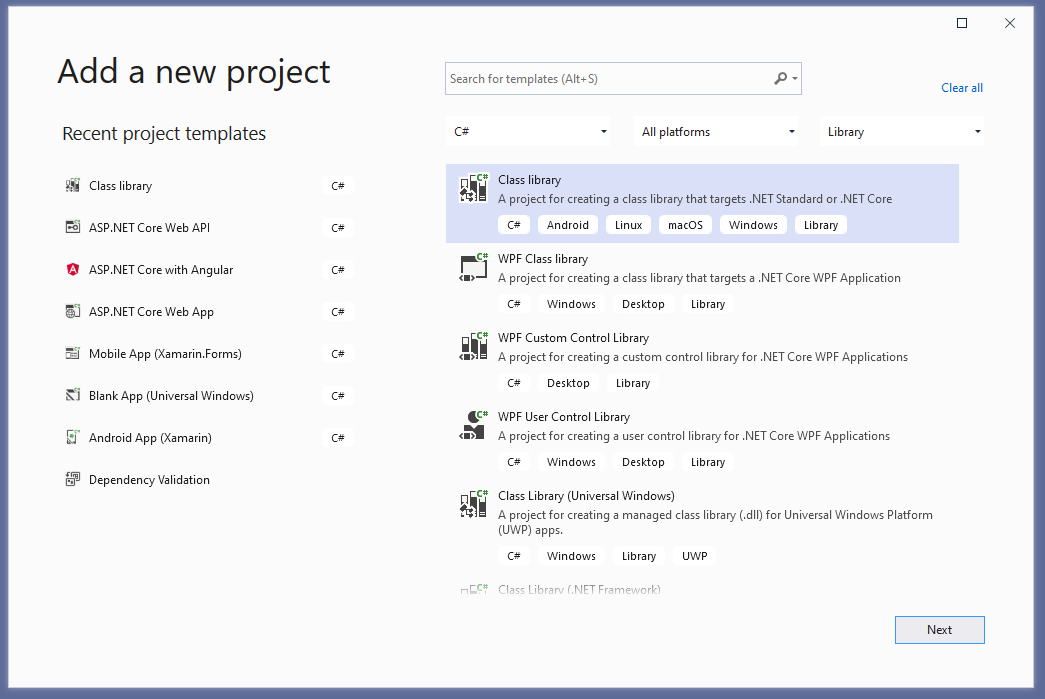 Add a new project
Search for templates (Alt+S)
Clear all
Recent project templates
C#
All platforms
Library
Class library C#
ASP.NET Core Web API C#
ASP.NET Core with Angular C#
ASP.NET Core Web App C#
Mobile App (Xamarin.Forms) C#
Blank App (Universal Windows) C#
Android App (Xamarin) C#
Dependency Validation
C#
Class library
A project for creating a class library that targets .NET Standard or .NET Core
C# Android Linux macOS Windows Library
C#
WPF Class library
A project for creating a class library that targets a .NET Core WPF Application
C# Windows Desktop Library
C#
WPF Custom Control Library
A project for creating a custom control library for .NET Core WPF Applications
C# Desktop Library
C#
WPF User Control Library
A project for creating a user control library for .NET Core WPF Applications
C# Windows Desktop Library
C#
Class Library (Universal Windows)
A project for creating a managed class library (.dll) for Universal Windows Platform
(UWP) apps.
C# Windows Library UWP
C#
Class Library (.NET Framework)
Next